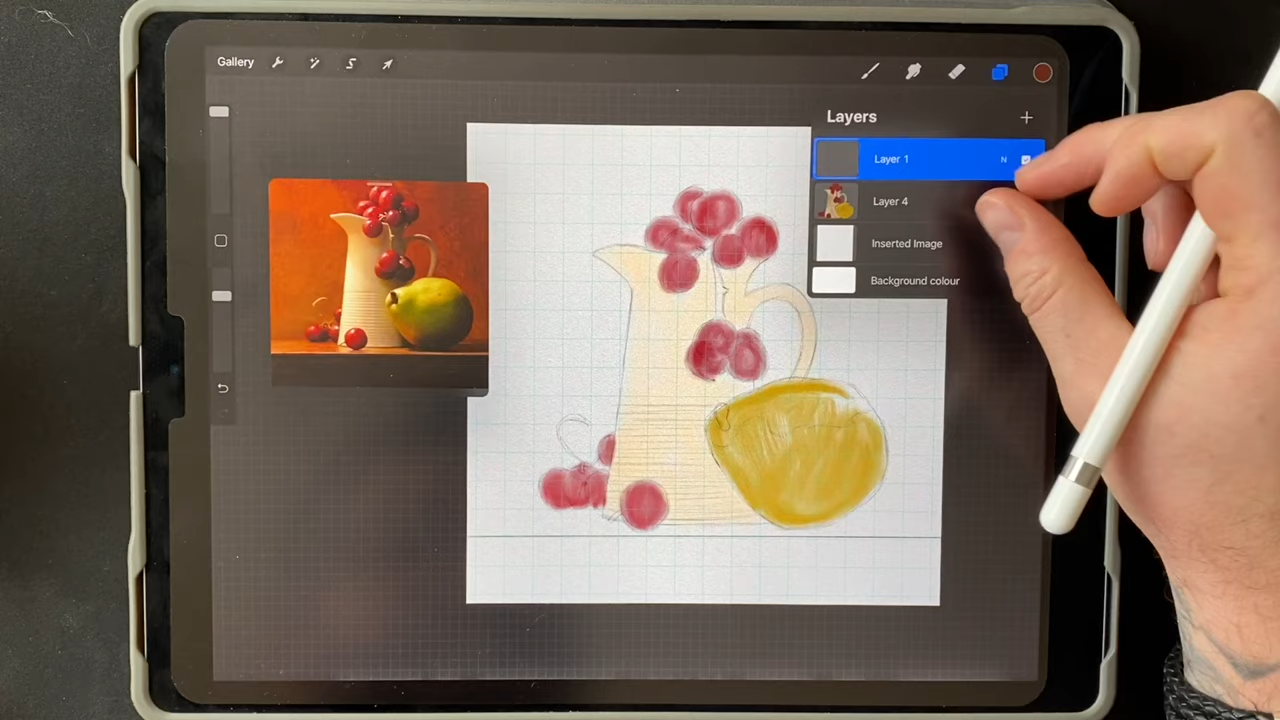 Gallery
Layers
Layer 1
N
Layer 4
Inserted Image
Background colour